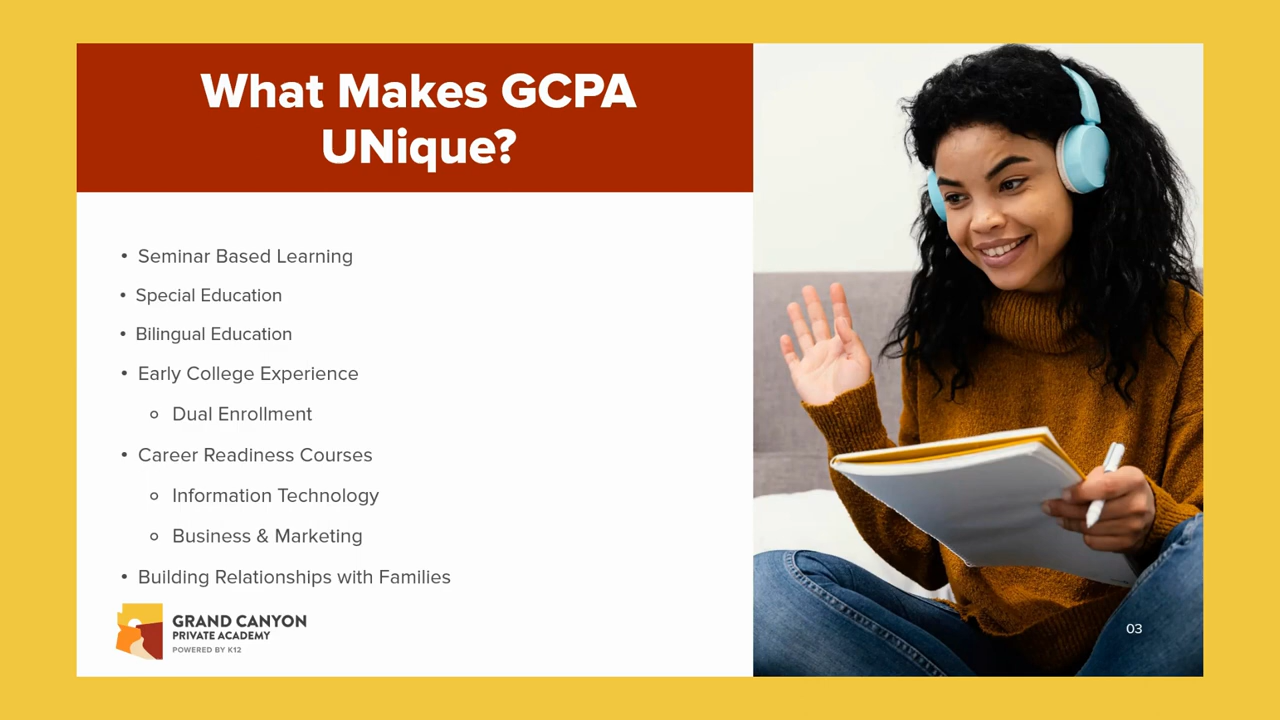 What Makes GCPA
UNique?
• Seminar Based Learning
• Special Education
• Bilingual Education
• Early College Experience
◦ Dual Enrollment
• Career Readiness Courses
◦ Information Technology
◦ Business & Marketing
• Building Relationships with Families
GRAND CANYON
PRIVATE ACADEMY
POWERED BY K12
03